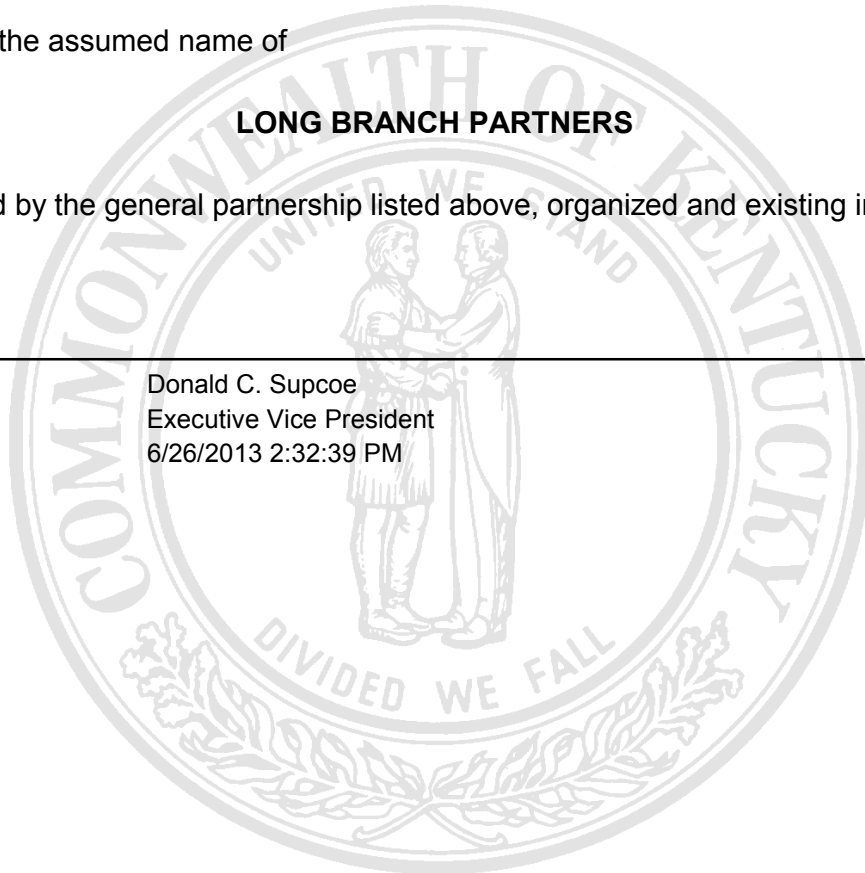 the assumed name of
LONG BRANCH PARTNERS
by the general partnership listed above, organized and existing
Donald C. Supcoe
Executive Vice President
6/26/2013 2:32:39 PM
COMMONWEALTH OF KENTUCKY
UNITED WE STAND
DIVIDED WE FALL